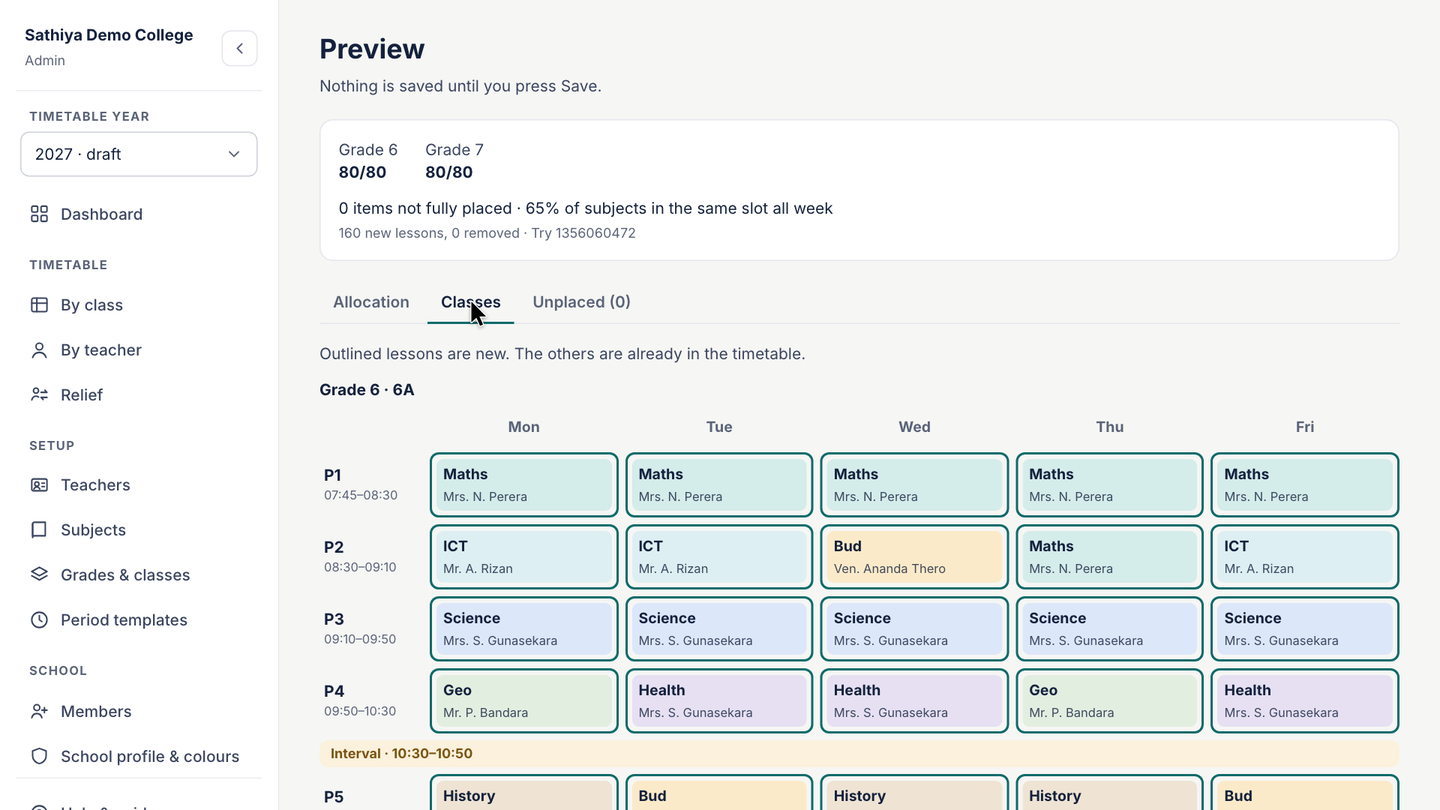 Sathiya Demo College
Admin
TIMETABLE YEAR
2027 · draft
Dashboard
TIMETABLE
By class
By teacher
Relief
SETUP
Teachers
Subjects
Grades & classes
Period templates
SCHOOL
Members
School profile & colours
Preview
Nothing is saved until you press Save.
Grade 6 Grade 7
80/80 80/80
0 items not fully placed · 65% of subjects in the same slot all week
160 new lessons, 0 removed · Try 1356060472
Allocation Classes Unplaced (0)
Outlined lessons are new. The others are already in the timetable.
Grade 6 · 6A
Mon Tue Wed Thu Fri
P1 Maths Maths Maths Maths Maths
07:45–08:30 Mrs. N. Perera Mrs. N. Perera Mrs. N. Perera Mrs. N. Perera Mrs. N. Perera
P2 ICT ICT Bud Maths ICT
08:30–09:10 Mr. A. Rizan Mr. A. Rizan Ven. Ananda Thero Mrs. N. Perera Mr. A. Rizan
P3 Science Science Science Science Science
09:10–09:50 Mrs. S. Gunasekara Mrs. S. Gunasekara Mrs. S. Gunasekara Mrs. S. Gunasekara Mrs. S. Gunasekara
P4 Geo Health Health Geo Health
09:50–10:30 Mr. P. Bandara Mrs. S. Gunasekara Mrs. S. Gunasekara Mr. P. Bandara Mrs. S. Gunasekara
Interval · 10:30–10:50
P5 History Bud History History Bud